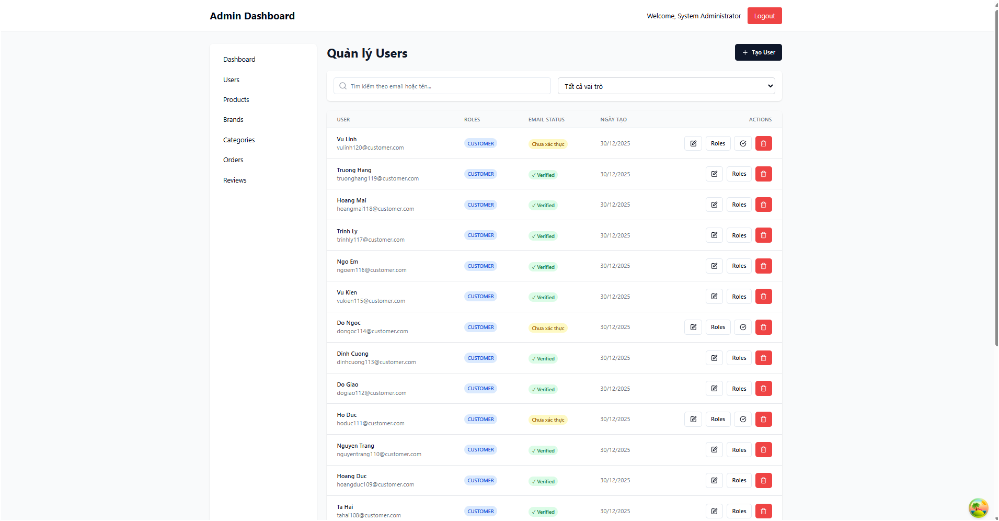 Admin Dashboard
Welcome, System Administrator
Logout
Dashboard
Users
Products
Brands
Categories
Orders
Reviews
Quản lý Users
+ Tạo User
Tìm kiếm theo email hoặc tên...
Tất cả vai trò
USER ROLES EMAIL STATUS NGÀY TẠO ACTIONS
Vu Linh
vulinh120@customer.com
CUSTOMER Chưa xác thực 30/12/2025 Roles
Truong Hang
truonghang119@customer.com
CUSTOMER ✓ Verified 30/12/2025 Roles
Hoang Mai
hoangmai118@customer.com
CUSTOMER ✓ Verified 30/12/2025 Roles
Trinh Ly
trinhly117@customer.com
CUSTOMER ✓ Verified 30/12/2025 Roles
Ngo Em
ngoem116@customer.com
CUSTOMER ✓ Verified 30/12/2025 Roles
Vu Kien
vukien115@customer.com
CUSTOMER ✓ Verified 30/12/2025 Roles
Do Ngoc
dongoc114@customer.com
CUSTOMER Chưa xác thực 30/12/2025 Roles
Dinh Cuong
dinhcuong113@customer.com
CUSTOMER ✓ Verified 30/12/2025 Roles
Do Giao
dogiao112@customer.com
CUSTOMER ✓ Verified 30/12/2025 Roles
Ho Duc
hoduc111@customer.com
CUSTOMER Chưa xác thực 30/12/2025 Roles
Nguyen Trang
nguyentrang110@customer.com
CUSTOMER ✓ Verified 30/12/2025 Roles
Hoang Duc
hoangduc109@customer.com
CUSTOMER ✓ Verified 30/12/2025 Roles
Ta Hai
tahai108@customer.com
CUSTOMER ✓ Verified 30/12/2025 Roles